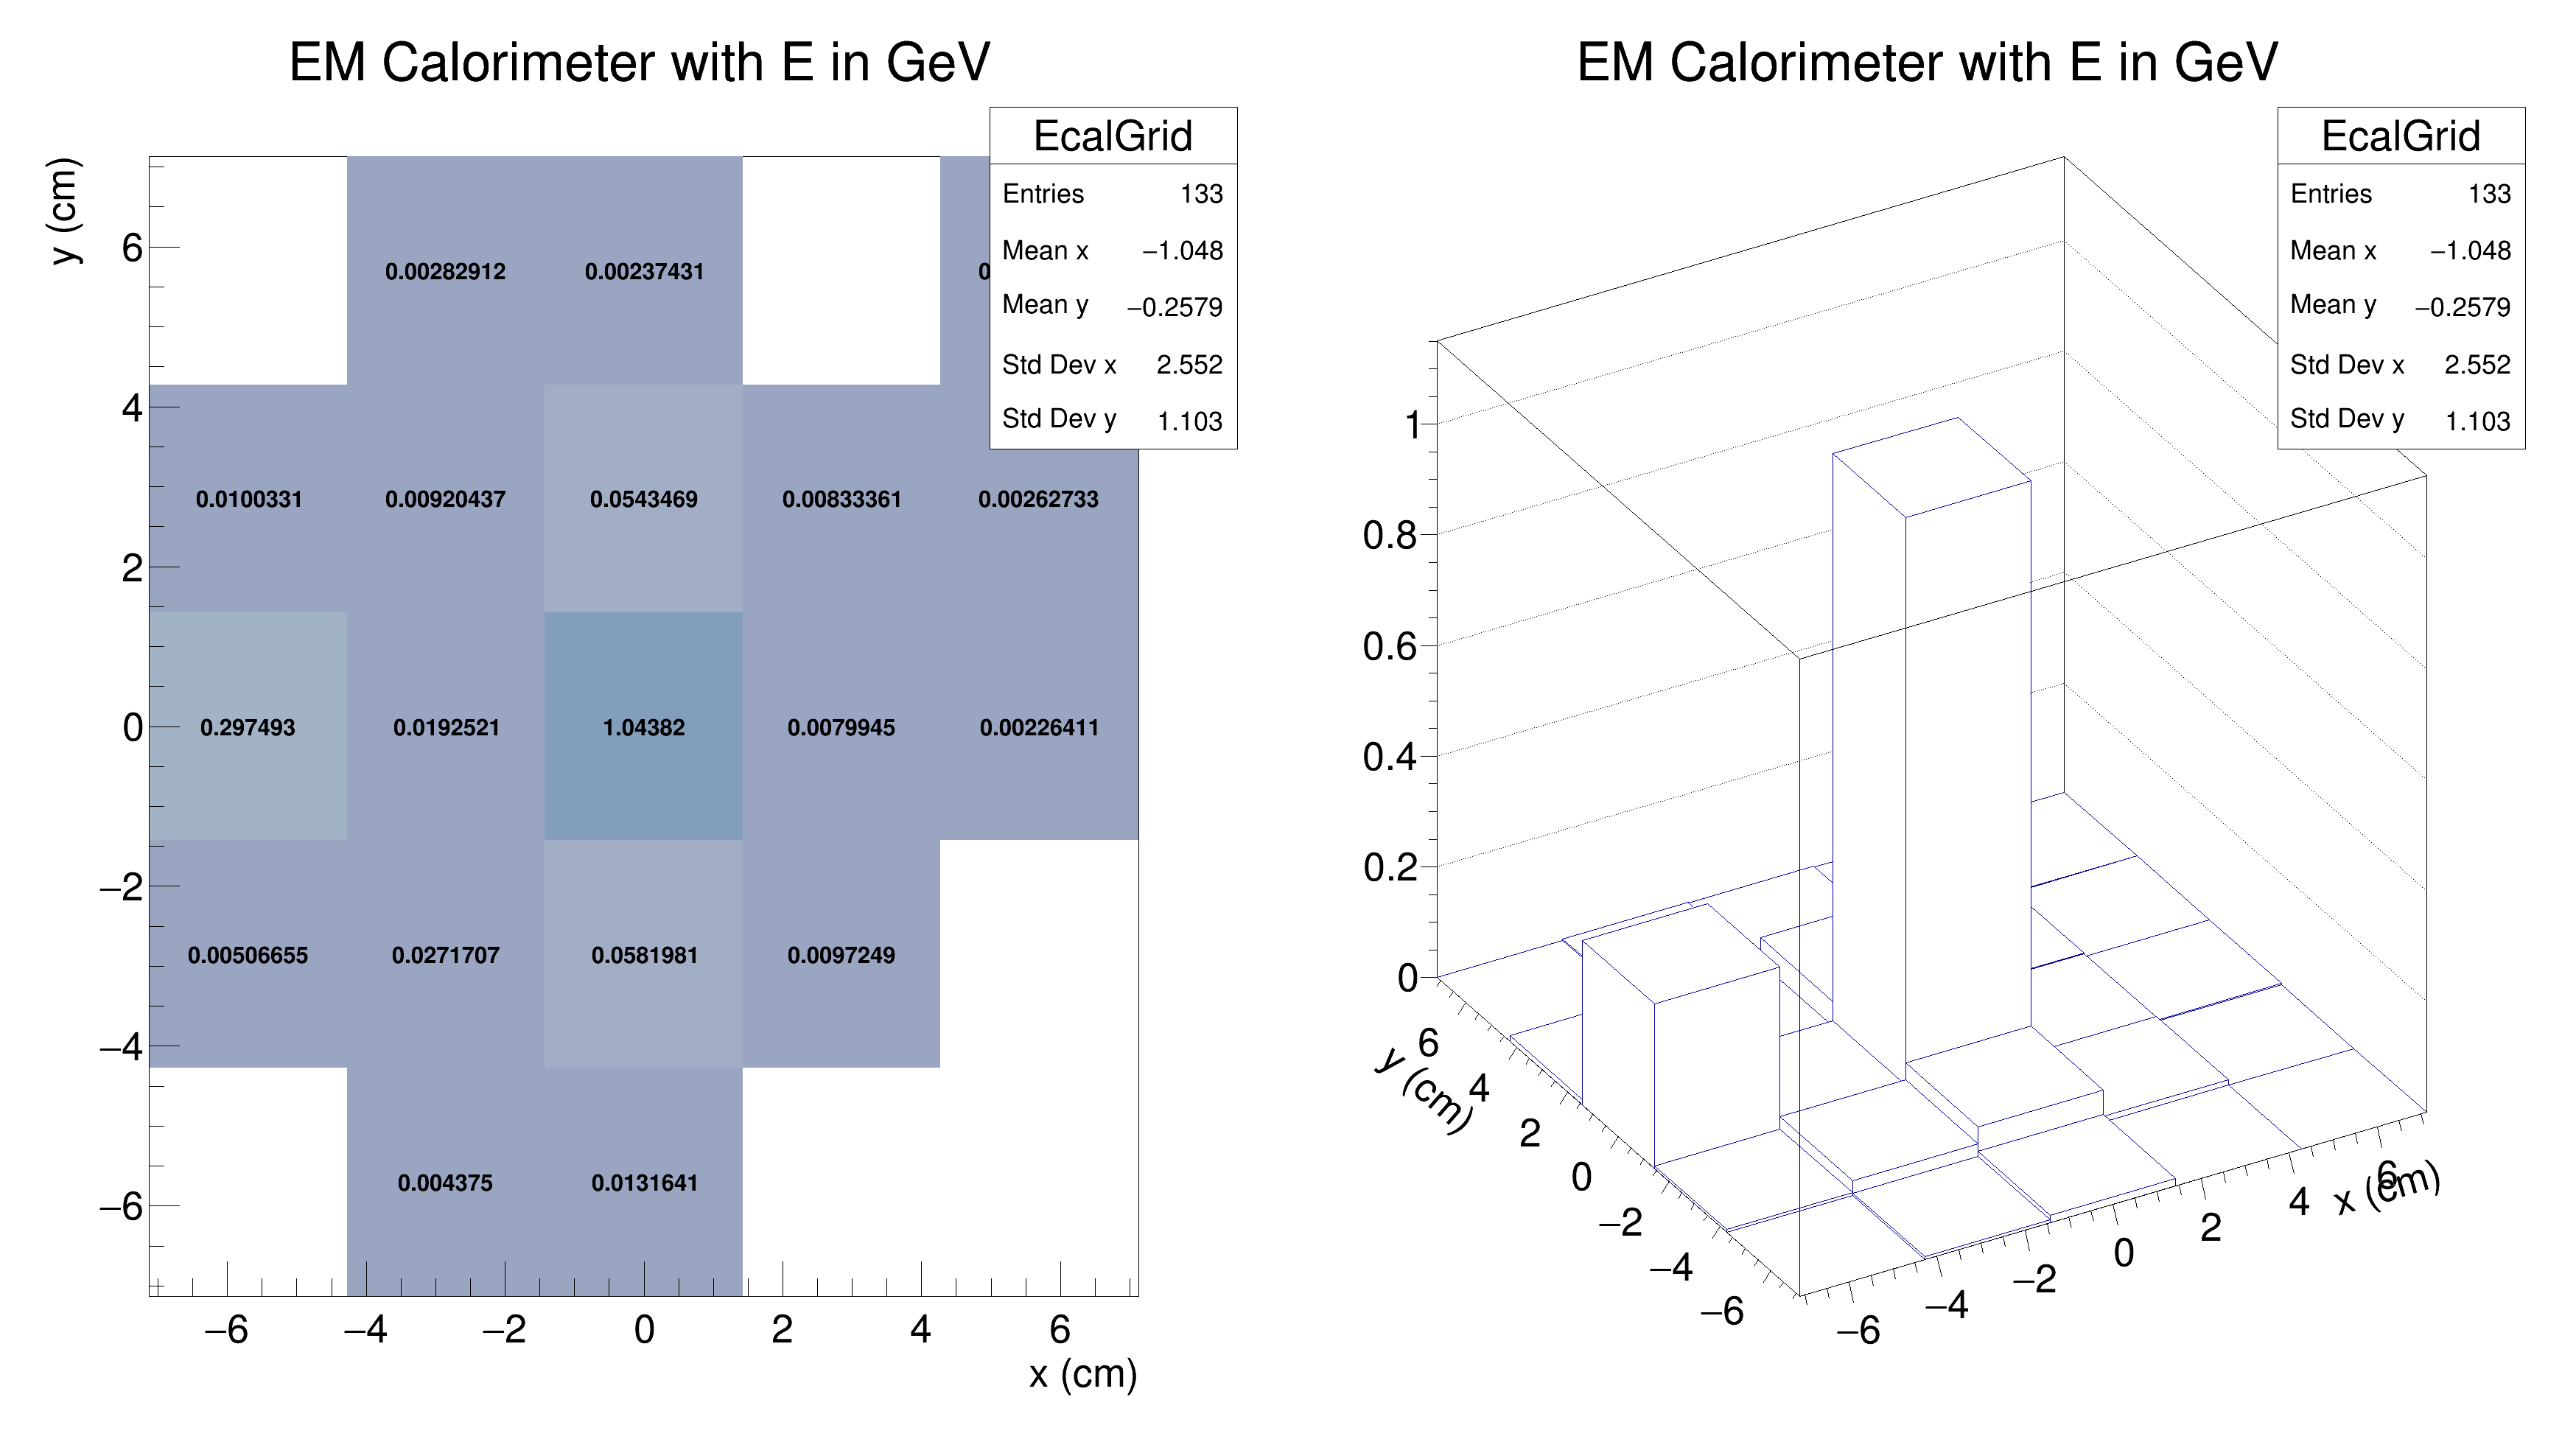 EM Calorimeter with E in GeV
EcalGrid
Entries 133
Mean x −1.048
Mean y −0.2579
Std Dev x 2.552
Std Dev y 1.103
y (cm)
6
4
2
0
−2
−4
−6
0.00282912 0.00237431
0.0100331 0.00920437 0.0543469 0.00833361 0.00262733
0.297493 0.0192521 1.04382 0.0079945 0.00226411
0.00506655 0.0271707 0.0581981 0.0097249
0.004375 0.0131641
−6 −4 −2 0 2 4 6
x (cm)
EM Calorimeter with E in GeV
EcalGrid
Entries 133
Mean x −1.048
Mean y −0.2579
Std Dev x 2.552
Std Dev y 1.103
1
0.8
0.6
0.4
0.2
0
y (cm)
6
4
2
0
−2
−4
−6
−6 −4 −2 0 2 4 6
x (cm)